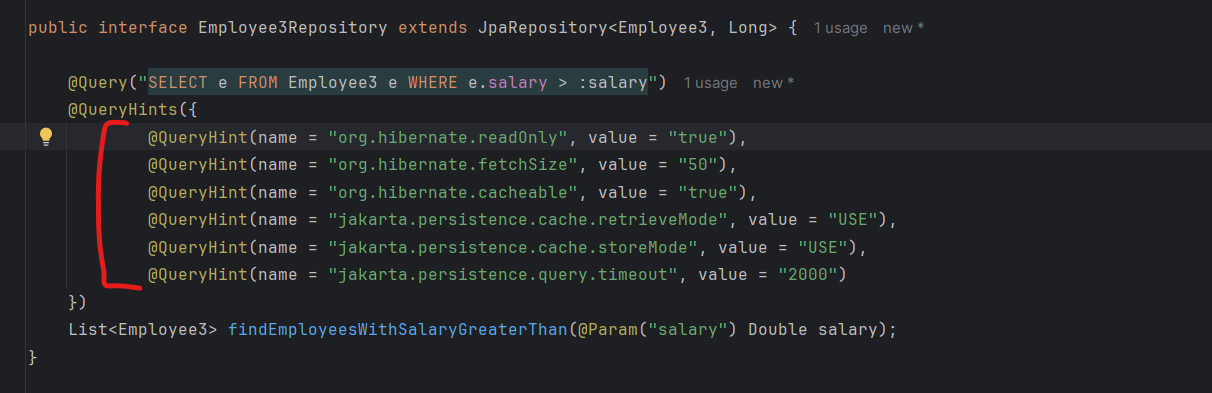 public interface Employee3Repository extends JpaRepository<Employee3, Long> { 1 usage new *
@Query("SELECT e FROM Employee3 e WHERE e.salary > :salary") 1 usage new *
@QueryHints({
@QueryHint(name = "org.hibernate.readOnly", value = "true"),
@QueryHint(name = "org.hibernate.fetchSize", value = "50"),
@QueryHint(name = "org.hibernate.cacheable", value = "true"),
@QueryHint(name = "jakarta.persistence.cache.retrieveMode", value = "USE"),
@QueryHint(name = "jakarta.persistence.cache.storeMode", value = "USE"),
@QueryHint(name = "jakarta.persistence.query.timeout", value = "2000")
})
List<Employee3> findEmployeesWithSalaryGreaterThan(@Param("salary") Double salary);
}